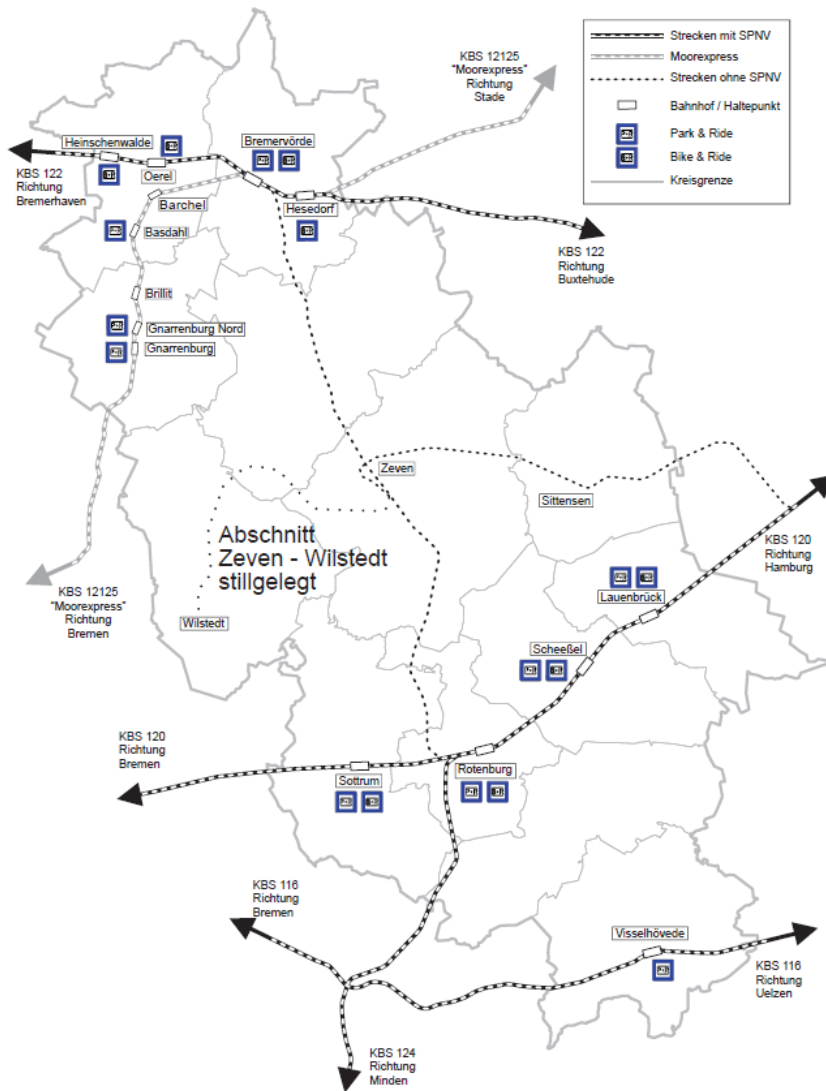 KBS 12125
"Moorexpress"
Richtung
Stade
Strecken mit SPNV
Moorexpress
Strecken ohne SPNV
Bahnhof / Haltepunkt
Park & Ride
Bike & Ride
Kreisgrenze
Heinschenwalde
Bremervörde
KBS 122
Richtung
Bremerhaven
Oerel
Barchel
Hesedorf
Basdahl
KBS 122
Richtung
Buxtehude
Brillit
Gnarrenburg Nord
Gnarrenburg
Zeven
Sittensen
Abschnitt
Zeven - Wilstedt
stillgelegt
KBS 120
Richtung
Hamburg
KBS 12125
"Moorexpress"
Richtung
Bremen
Wilstedt
Lauenbrück
Scheeßel
KBS 120
Richtung
Bremen
Sottrum
Rotenburg
KBS 116
Richtung
Bremen
Visselhövede
KBS 116
Richtung
Uelzen
KBS 124
Richtung
Minden